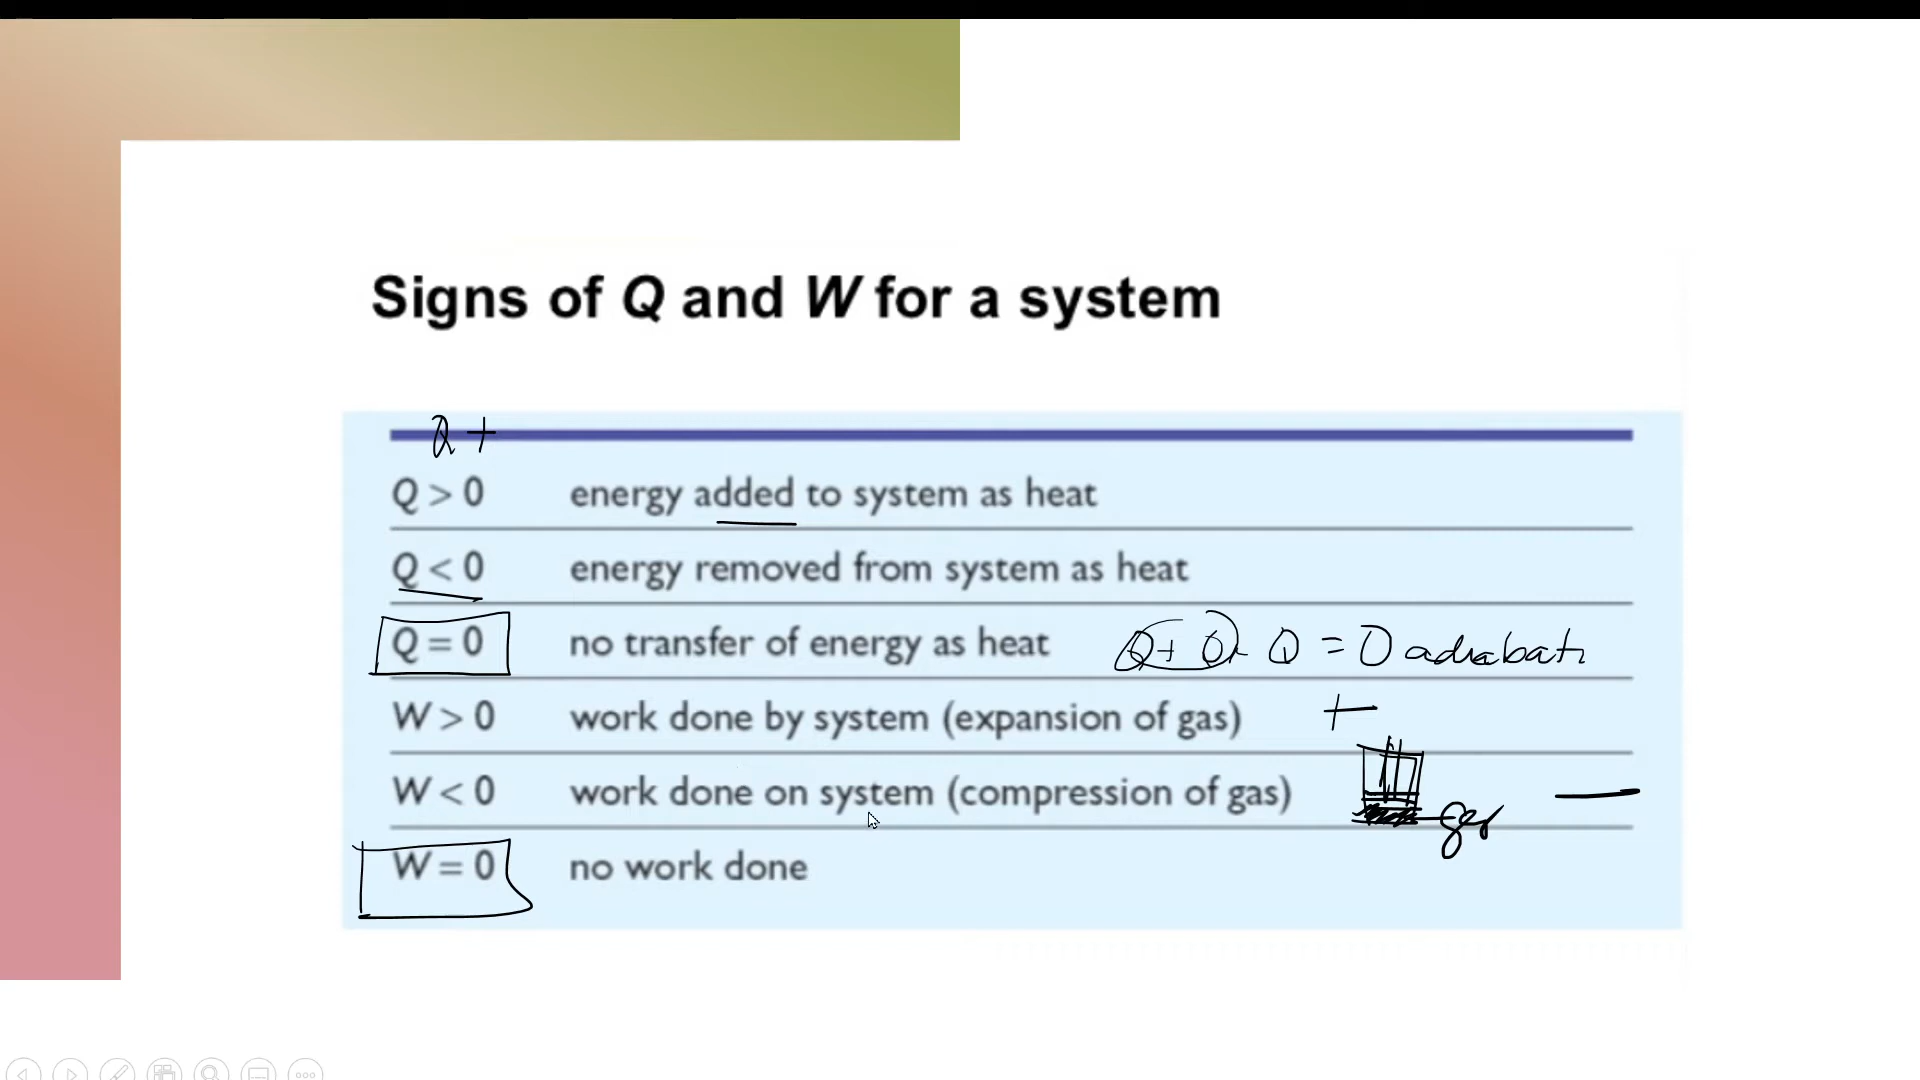 Signs of Q and W for a system
Q +
Q > 0 energy added to system as heat
Q < 0 energy removed from system as heat
Q = 0 no transfer of energy as heat Q = 0
W > 0 work done by system (expansion of gas) +
W < 0 work done on system (compression of gas) gas —
W = 0 no work done